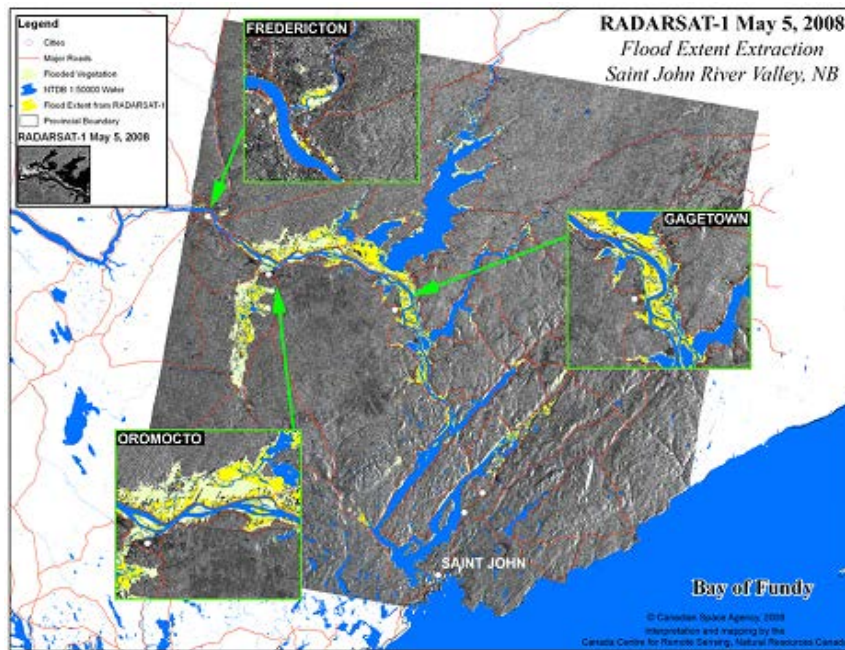 Legend
Cities
Major Roads
Flooded Vegetation
NTDB 1:50000 Water
Flood Extent from RADARSAT-1
Provincial Boundary
RADARSAT-1 May 5, 2008
FREDERICTON
RADARSAT-1 May 5, 2008
Flood Extent Extraction
Saint John River Valley, NB
GAGETOWN
OROMOCTO
SAINT JOHN
Bay of Fundy
© Canadian Space Agency, 2008
Interpretation and mapping by the
Canada Centre for Remote Sensing, Natural Resources Canada